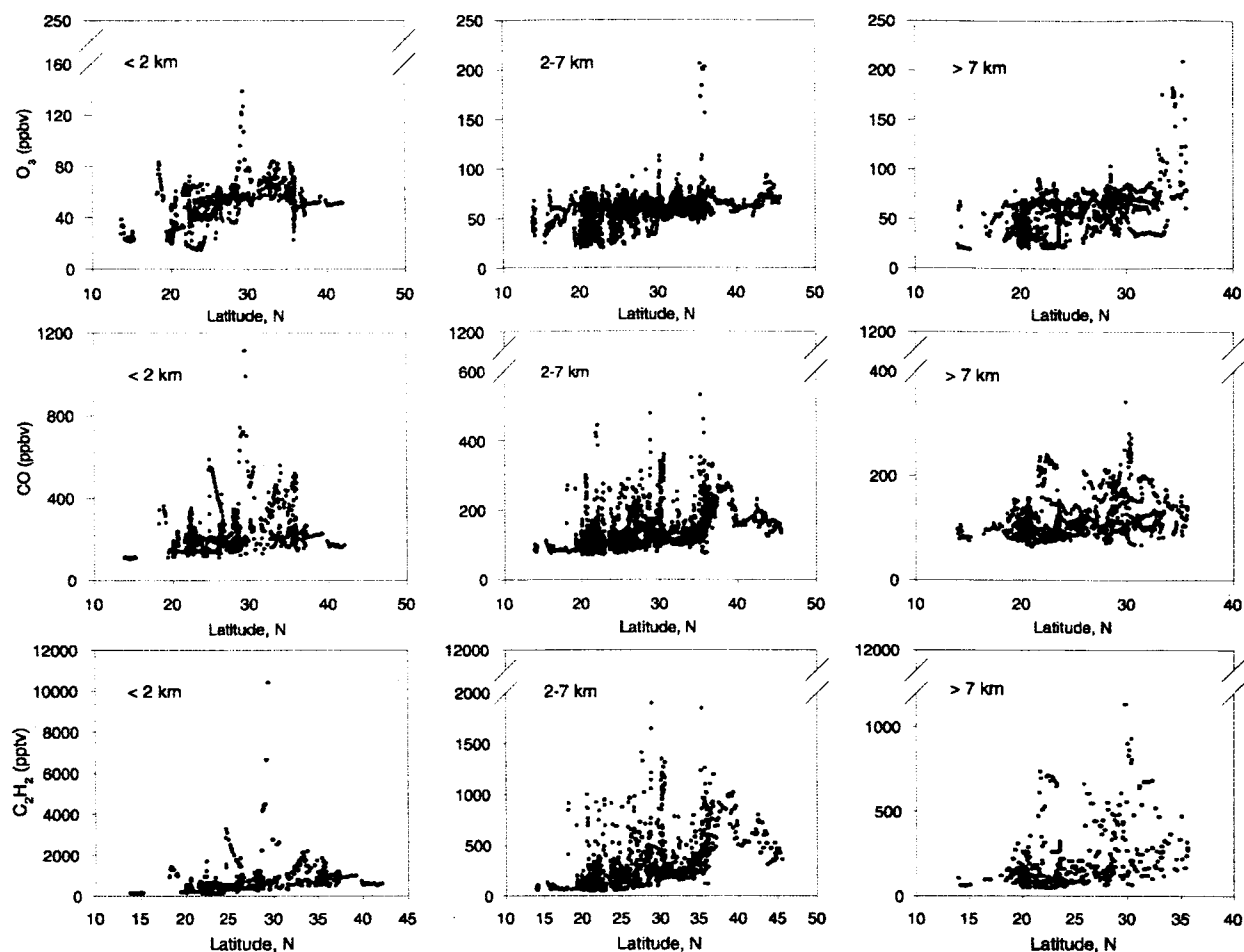 250
160
120
80
40
0
O₃ (ppbv)
< 2 km
10 20 30 40 50
Latitude, N
250
200
150
100
50
0
2-7 km
10 20 30 40 50
Latitude, N
250
200
150
100
50
0
> 7 km
10 20 30 40
Latitude, N
1200
800
400
0
CO (ppbv)
< 2 km
10 20 30 40 50
Latitude, N
1200
600
400
200
0
2-7 km
10 20 30 40 50
Latitude, N
1200
400
200
0
> 7 km
10 20 30 40
Latitude, N
12000
10000
8000
6000
4000
2000
0
C₂H₂ (pptv)
< 2 km
10 15 20 25 30 35 40 45
Latitude, N
12000
2000
1500
1000
500
0
2-7 km
10 20 30 40 50
Latitude, N
12000
1000
500
0
> 7 km
10 15 20 25 30 35 40
Latitude, N